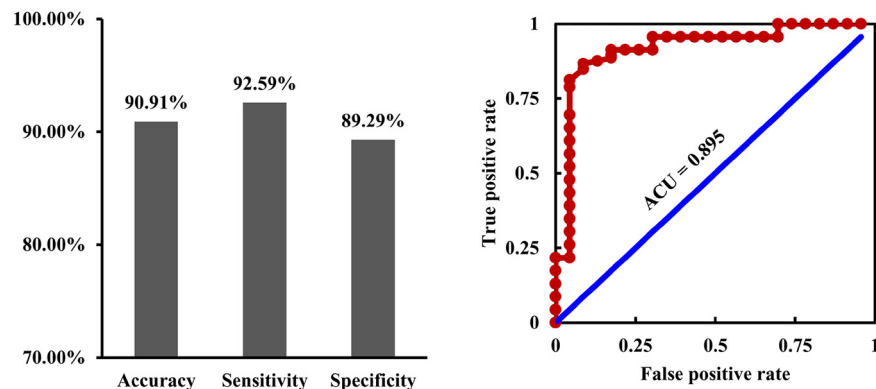 100.00%
90.91%
92.59%
89.29%
90.00%
80.00%
70.00%
Accuracy Sensitivity Specificity
1
0.75
0.5
0.25
0
True positive rate
ACU = 0.895
0 0.25 0.5 0.75 1
False positive rate